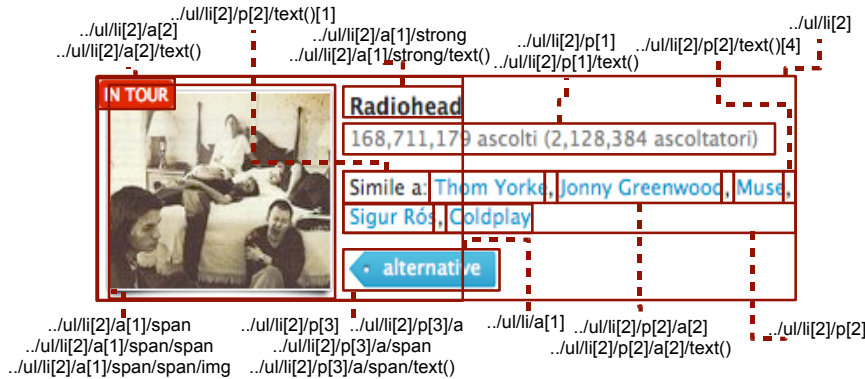 ../ul/li[2]/p[2]/text()[1]
../ul/li[2]/a[2]
../ul/li[2]/a[2]/text()
../ul/li[2]/a[1]/strong
../ul/li[2]/a[1]/strong/text()
../ul/li[2]/p[1]
../ul/li[2]/p[1]/text()
../ul/li[2]/p[2]/text()[4]
../ul/li[2]
IN TOUR
Radiohead
168,711,179 ascolti (2,128,384 ascoltatori)
Simile a: Thom Yorke, Jonny Greenwood, Muse,
Sigur Rós, Coldplay
alternative
../ul/li[2]/a[1]/span
../ul/li[2]/a[1]/span/span
../ul/li[2]/a[1]/span/span/img
../ul/li[2]/p[3] ../ul/li[2]/p[3]/a
../ul/li[2]/p[3]/a/span
../ul/li[2]/p[3]/a/span/text()
../ul/li/a[1]
../ul/li[2]/p[2]/a[2]
../ul/li[2]/p[2]/a[2]/text()
../ul/li[2]/p[2]